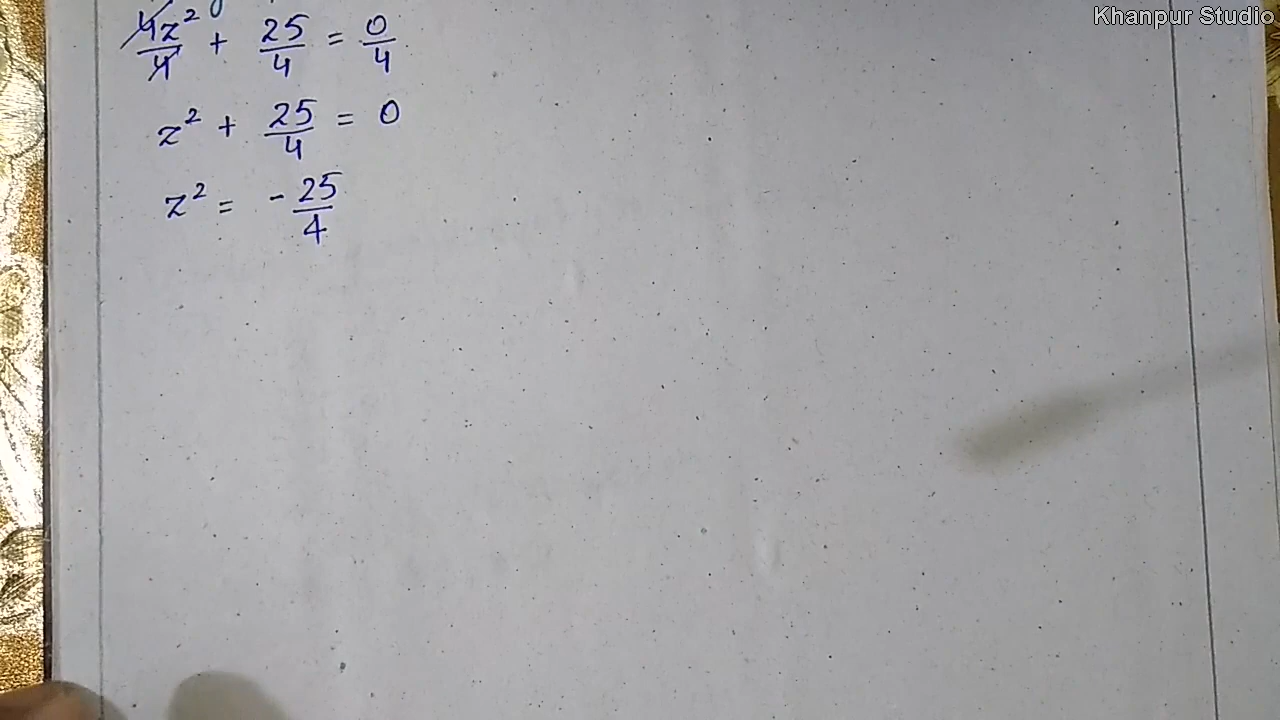 Khanpur Studio
4z²/4 + 25/4 = 0/4
z² + 25/4 = 0
z² = -25/4